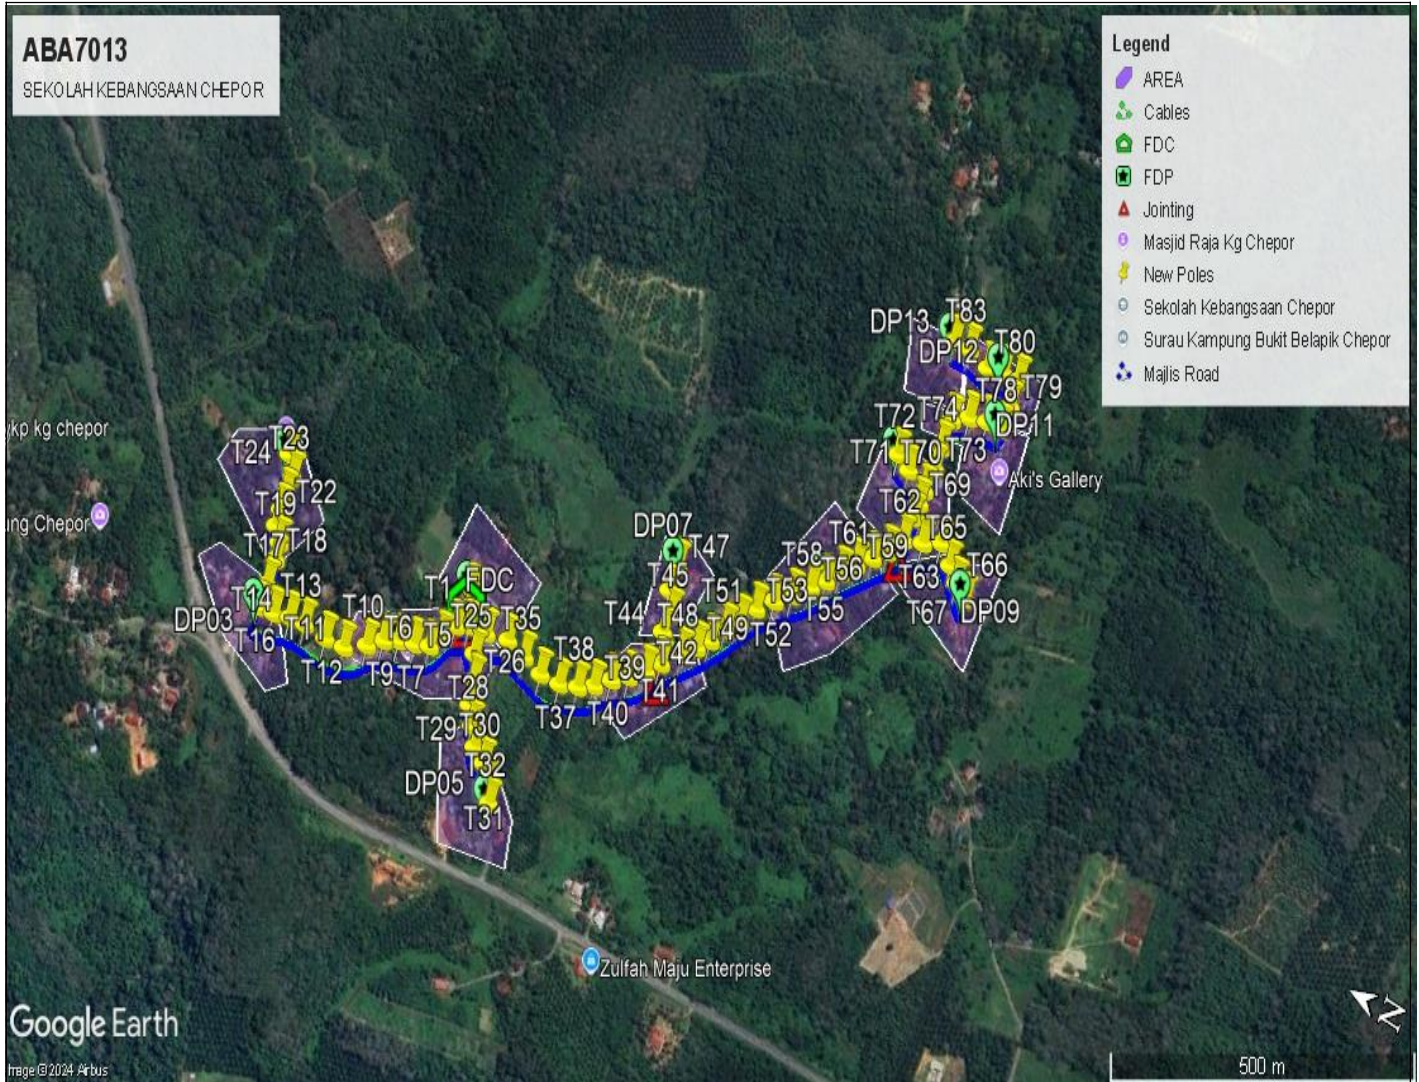 ABA7013
SEKOLAH KEBANGSAAN CHEPOR
Legend
AREA
Cables
FDC
FDP
Jointing
Masjid Raja Kg Chepor
New Poles
Sekolah Kebangsaan Chepor
Surau Kampung Bukit Belapik Chepor
Majlis Road
DP13
T83
DP12
T80
T79
T78
T74
DP11
T72
T73
T71
T70
T69
T62
Aki's Gallery
kp kg chepor
T23
T24
T22
T19
T18
T17
ung Chepor
T13
T14
DP03
T16
T11
T12
T10
T9
T6
T7
T5
T1
FDC
T25
T35
T26
T28
T29
T30
T32
DP05
T31
T38
T37
T39
T40
T41
T42
DP07
T47
T45
T44
T48
T51
T49
T52
T53
T58
T55
T56
T61
T59
T65
T63
T66
T67
DP09
Zulfah Maju Enterprise
Google Earth
Image © 2024 Airbus
N
500 m